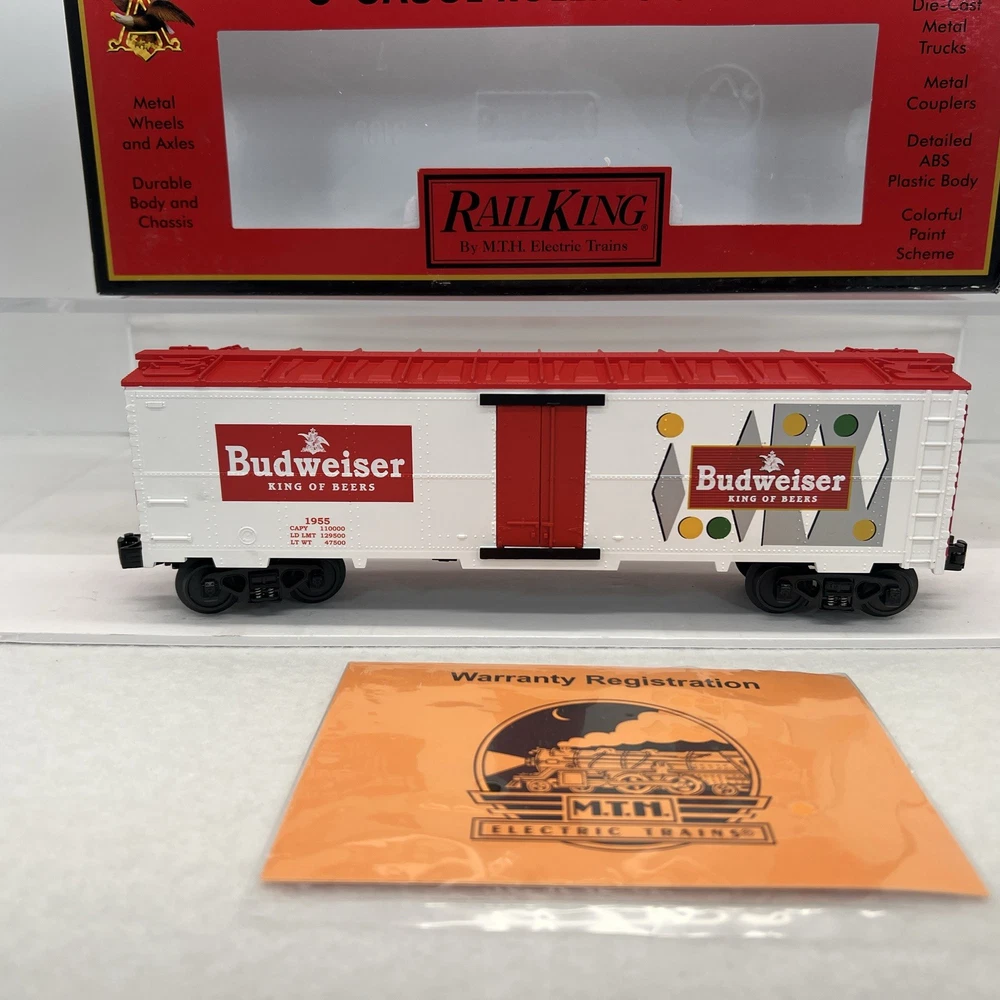 Metal
Wheels
and Axles
Durable
Body and
Chassis
Die-Cast
Metal
Trucks
Metal
Couplers
Detailed
ABS
Plastic Body
Colorful
Paint
Scheme
RAILKING®
By M.T.H. Electric Trains
Budweiser
KING OF BEERS
1955
CAPY 110000
LD LMT 129500
LT WT 47500
Budweiser
KING OF BEERS
Warranty Registration
M.T.H.
ELECTRIC TRAINS®